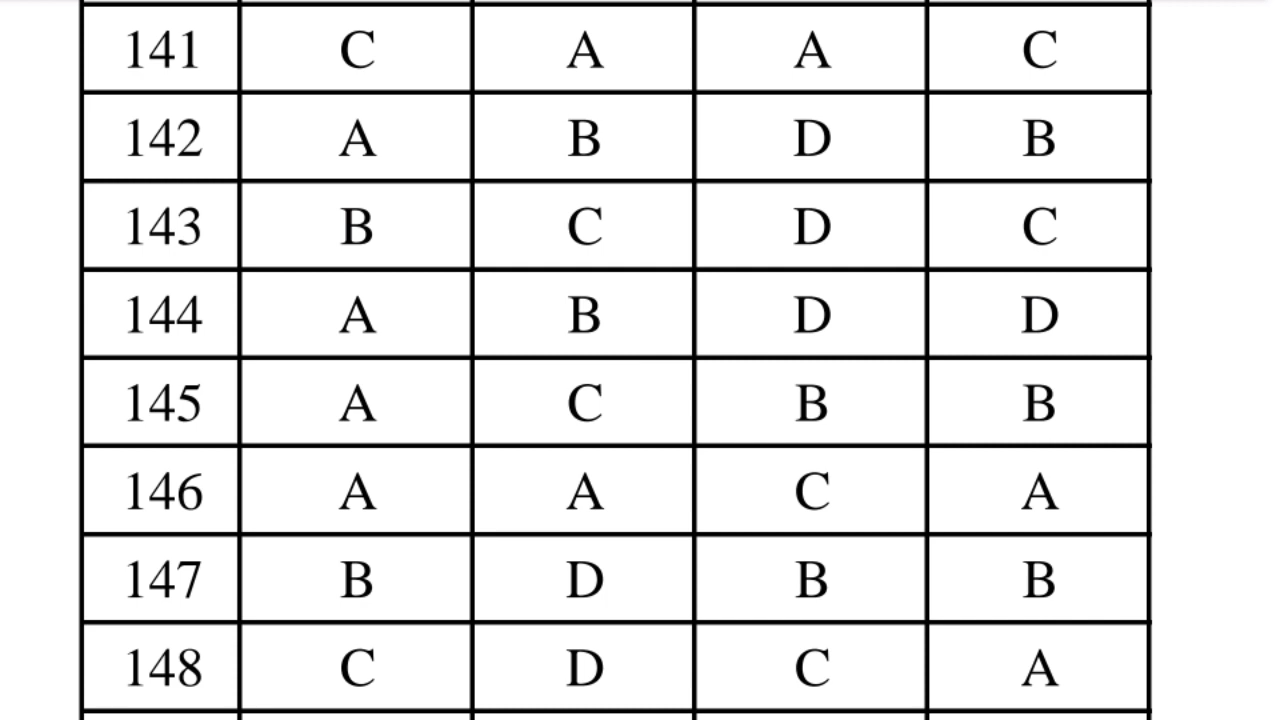 141 C A A C
142 A B D B
143 B C D C
144 A B D D
145 A C B B
146 A A C A
147 B D B B
148 C D C A